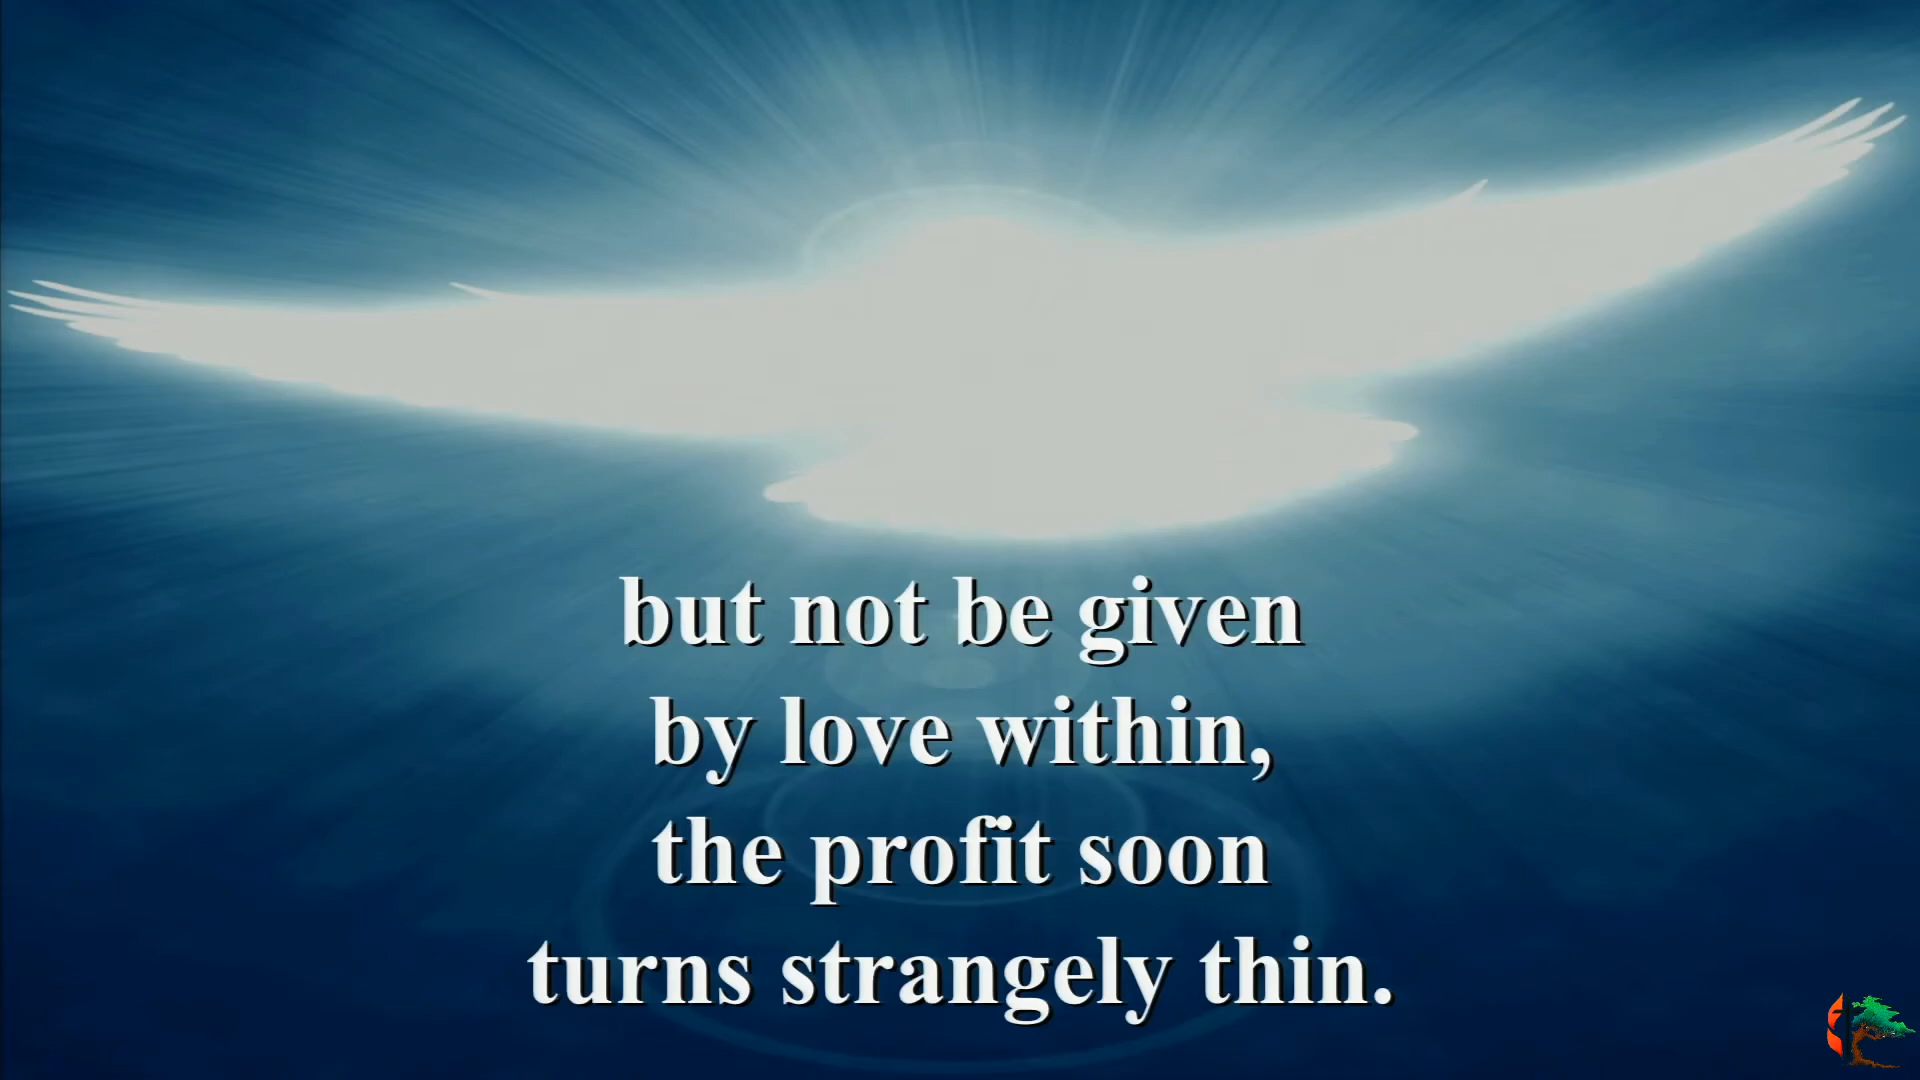 but not be given
by love within,
the profit soon
turns strangely thin.